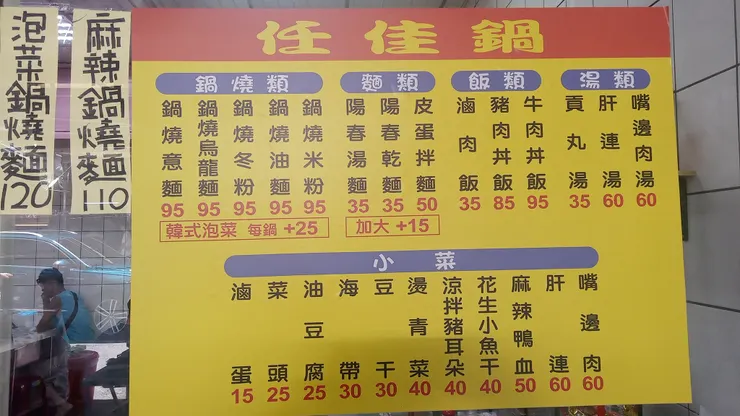 任佳鍋
鍋燒類
鍋燒意麵 95
鍋燒烏龍麵 95
鍋燒冬粉 95
鍋燒油麵 95
鍋燒米粉 95
韓式泡菜 每鍋 +25
麵類
陽春湯麵 35
陽春乾麵 35
皮蛋拌麵 50
加大 +15
飯類
滷肉飯 35
豬肉丼飯 85
牛肉丼飯 95
湯類
貢丸湯 35
肝連湯 60
嘴邊肉湯 60
小菜
滷蛋 15
菜頭 25
油豆腐 25
海帶 30
豆干 30
燙青菜 40
涼拌豬耳朵 40
花生小魚干 40
麻辣鴨血 50
肝連 60
嘴邊肉 60
泡菜鍋燒麵 120
麻辣鍋燒麵 110